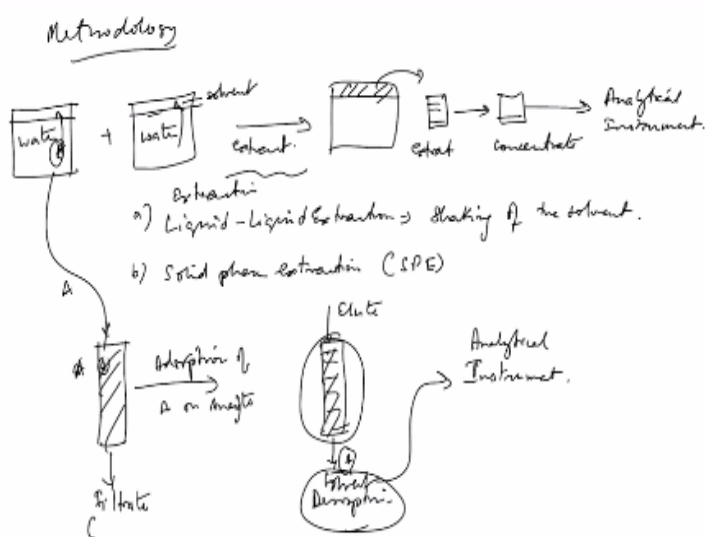 Methodology
water A + water solvent
extract.
extract concentrate
Analytical
Instrument.
Extraction
a) Liquid-Liquid Extraction => Shaking of the solvent.
b) Solid phase extraction (SPE)
A
A
Adsorption of
A on
Filtrate
Elute
A
Solvent
Desorption.
Analytical
Instrument.